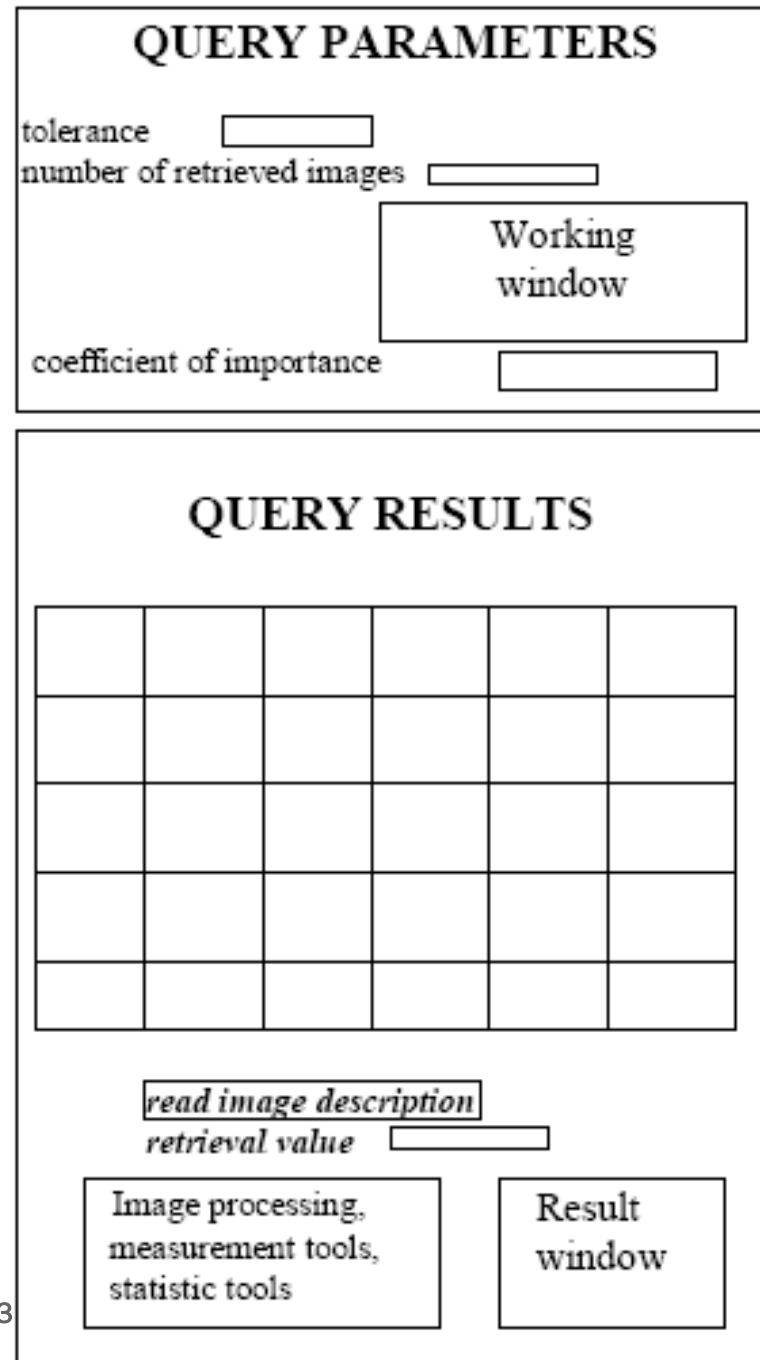 QUERY PARAMETERS
tolerance
number of retrieved images
Working
window
coefficient of importance
QUERY RESULTS
read image description
retrieval value
Image processing,
measurement tools,
statistic tools
Result
window
3